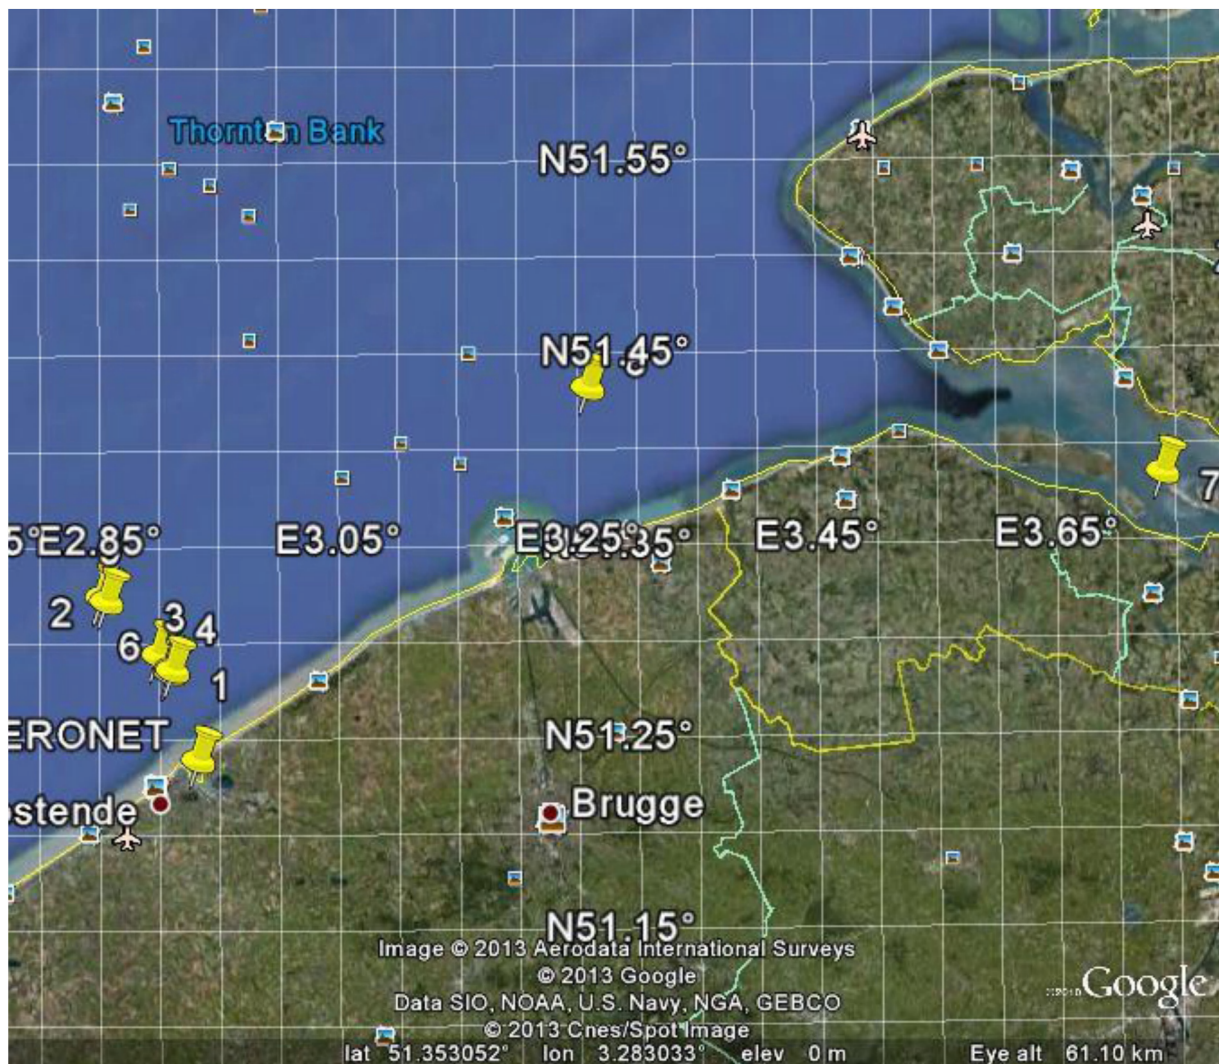 Thornton Bank
N51.55°
N51.45°
7
5°
E2.85°
E3.05°
E3.25°
E3.45°
E3.65°
2
3
6
4
1
ERONET
N51.25°
ostende
Brugge
N51.15°
Image © 2013 Aerodata International Surveys
© 2013 Google
Data SIO, NOAA, U.S. Navy, NGA, GEBCO
© 2013 Cnes/Spot Image
Google
lat 51.353052° lon 3.283033° elev 0 m Eye alt 61.10 km